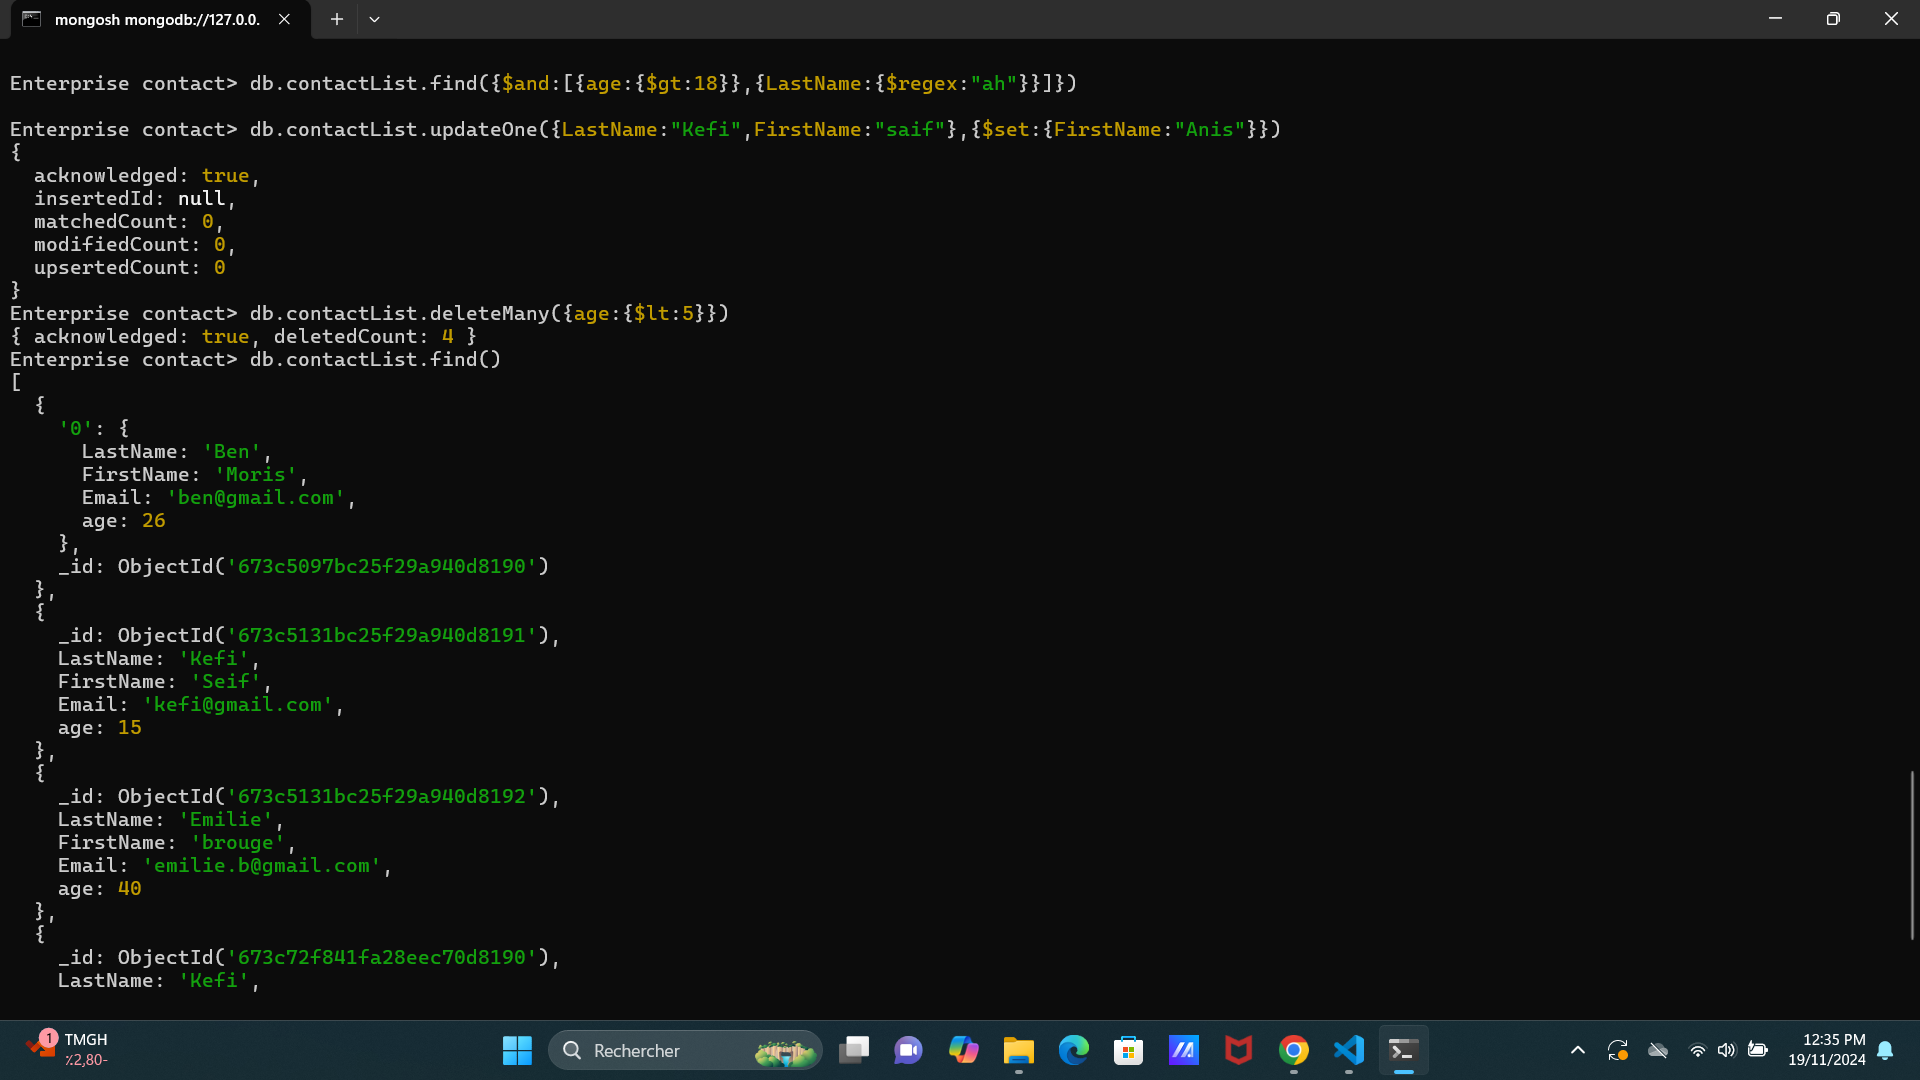 mongosh mongodb://127.0.0.
Enterprise contact> db.contactList.find({$and:[{age:{$gt:18}},{LastName:{$regex:"ah"}}]})
Enterprise contact> db.contactList.updateOne({LastName:"Kefi",FirstName:"saif"},{$set:{FirstName:"Anis"}})
{
  acknowledged: true,
  insertedId: null,
  matchedCount: 0,
  modifiedCount: 0,
  upsertedCount: 0
}
Enterprise contact> db.contactList.deleteMany({age:{$lt:5}})
{ acknowledged: true, deletedCount: 4 }
Enterprise contact> db.contactList.find()
[
  {
    '0': {
      LastName: 'Ben',
      FirstName: 'Moris',
      Email: 'ben@gmail.com',
      age: 26
    },
    _id: ObjectId('673c5097bc25f29a940d8190')
  },
  {
    _id: ObjectId('673c5131bc25f29a940d8191'),
    LastName: 'Kefi',
    FirstName: 'Seif',
    Email: 'kefi@gmail.com',
    age: 15
  },
  {
    _id: ObjectId('673c5131bc25f29a940d8192'),
    LastName: 'Emilie',
    FirstName: 'brouge',
    Email: 'emilie.b@gmail.com',
    age: 40
  },
  {
    _id: ObjectId('673c72f841fa28eec70d8190'),
    LastName: 'Kefi',
1
TMGH
٪2,80-
Rechercher
12:35 PM
19/11/2024